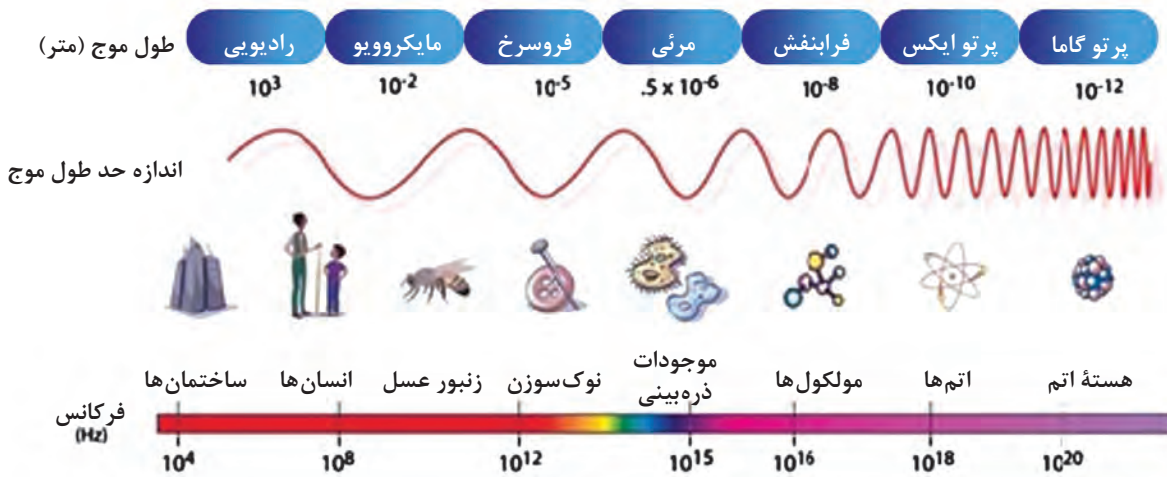 طول موج (متر) رادیویی مایکروویو فروسرخ مرئی فرابنفش پرتو ایکس پرتو گاما
10³ 10⁻² 10⁻⁵ .5 x 10⁻⁶ 10⁻⁸ 10⁻¹⁰ 10⁻¹²
اندازه حد طول موج
ساختمان‌ها انسان‌ها زنبور عسل نوک‌سوزن موجودات ذره‌بینی مولکول‌ها اتم‌ها هستهٔ اتم
فرکانس
(Hz)
10⁴ 10⁸ 10¹² 10¹⁵ 10¹⁶ 10¹⁸ 10²⁰